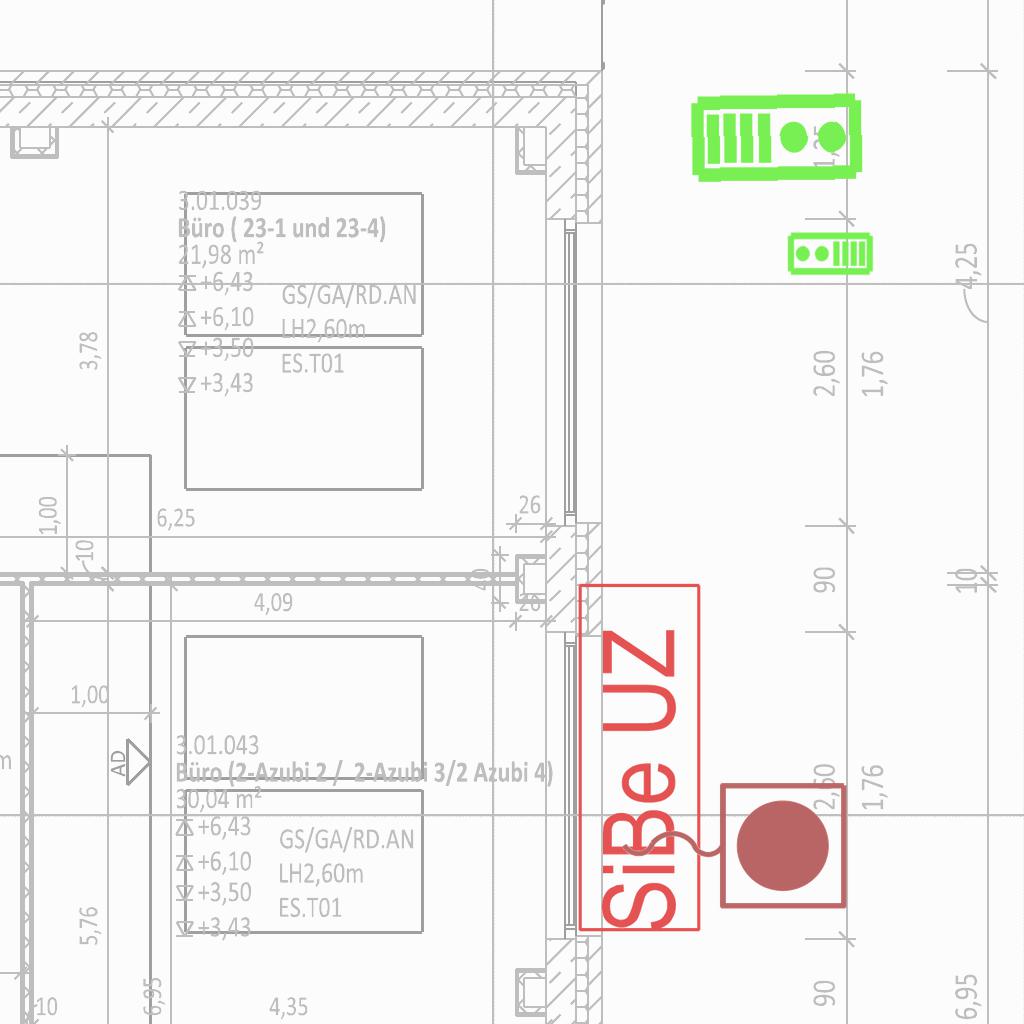 3.01.039
Büro ( 23-1 und 23-4)
21,98 m²
+6,43
GS/GA/RD.AN
+6,10
LH2,60m
+3,50
ES.T01
+3,43
3,78
1,00
10
6,25
26
40
4,09
26
1,00
AD
m
3.01.043
Büro (2-Azubi 2 / 2-Azubi 3/2 Azubi 4)
30,04 m²
+6,43
GS/GA/RD.AN
+6,10
LH2,60m
+3,50
ES.T01
+3,43
5,76
6,95
10
4,35
SiBe UZ
4,25
2,60
1,76
90
10
2,60
1,76
90
6,95